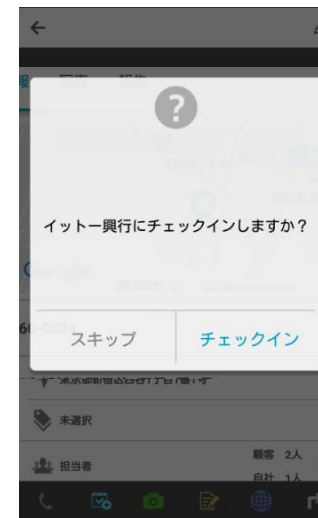 ?
イットー興行にチェックインしますか?
Google
スキップ
チェックイン
未選択
担当者
顧客 2人
自社 1人